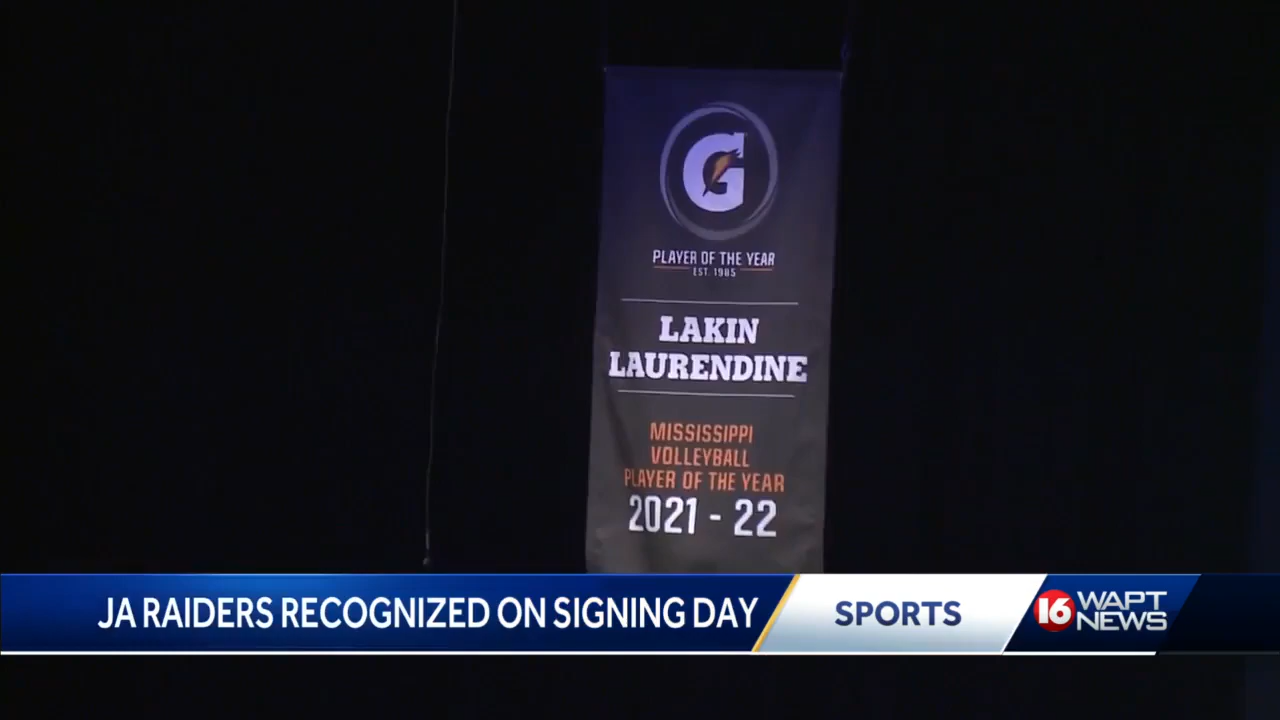 G
PLAYER OF THE YEAR
EST. 1985
LAKIN
LAURENDINE
MISSISSIPPI
VOLLEYBALL
PLAYER OF THE YEAR
2021 - 22
JA RAIDERS RECOGNIZED ON SIGNING DAY
SPORTS
16 WAPT
NEWS